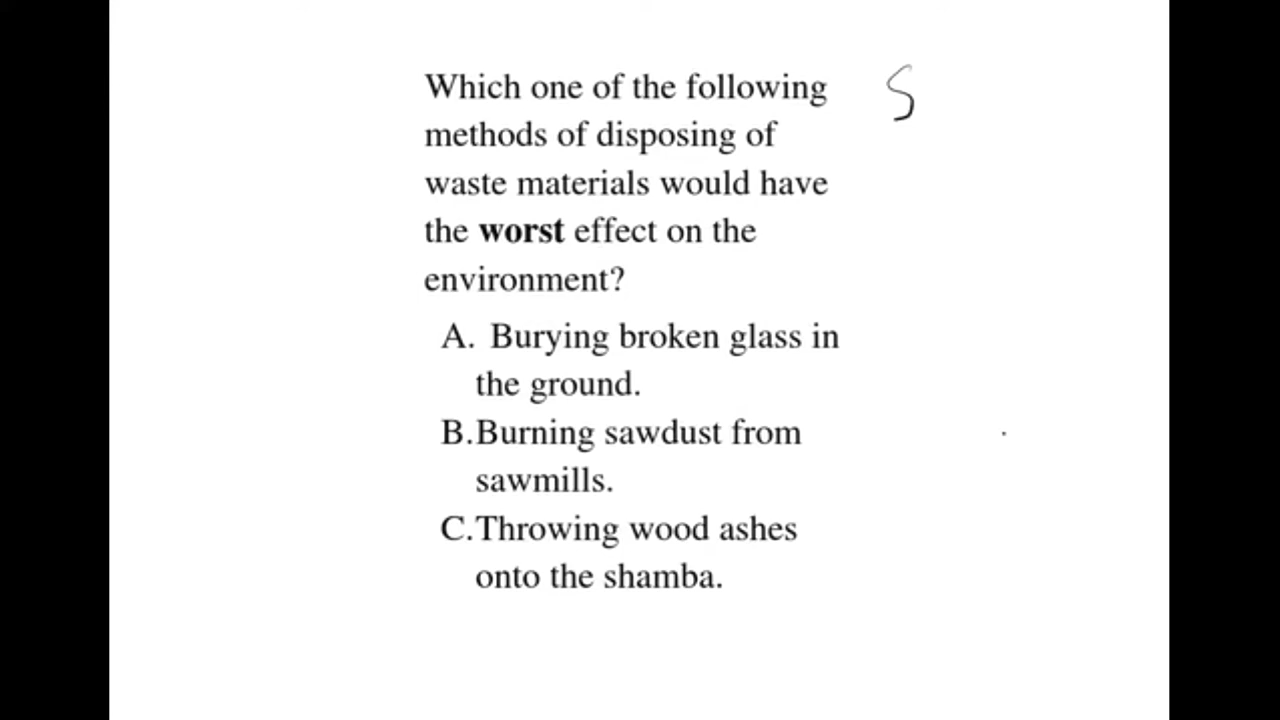 Which one of the following
methods of disposing of
waste materials would have
the worst effect on the
environment?
A. Burying broken glass in
the ground.
B.Burning sawdust from
sawmills.
C.Throwing wood ashes
onto the shamba.
S